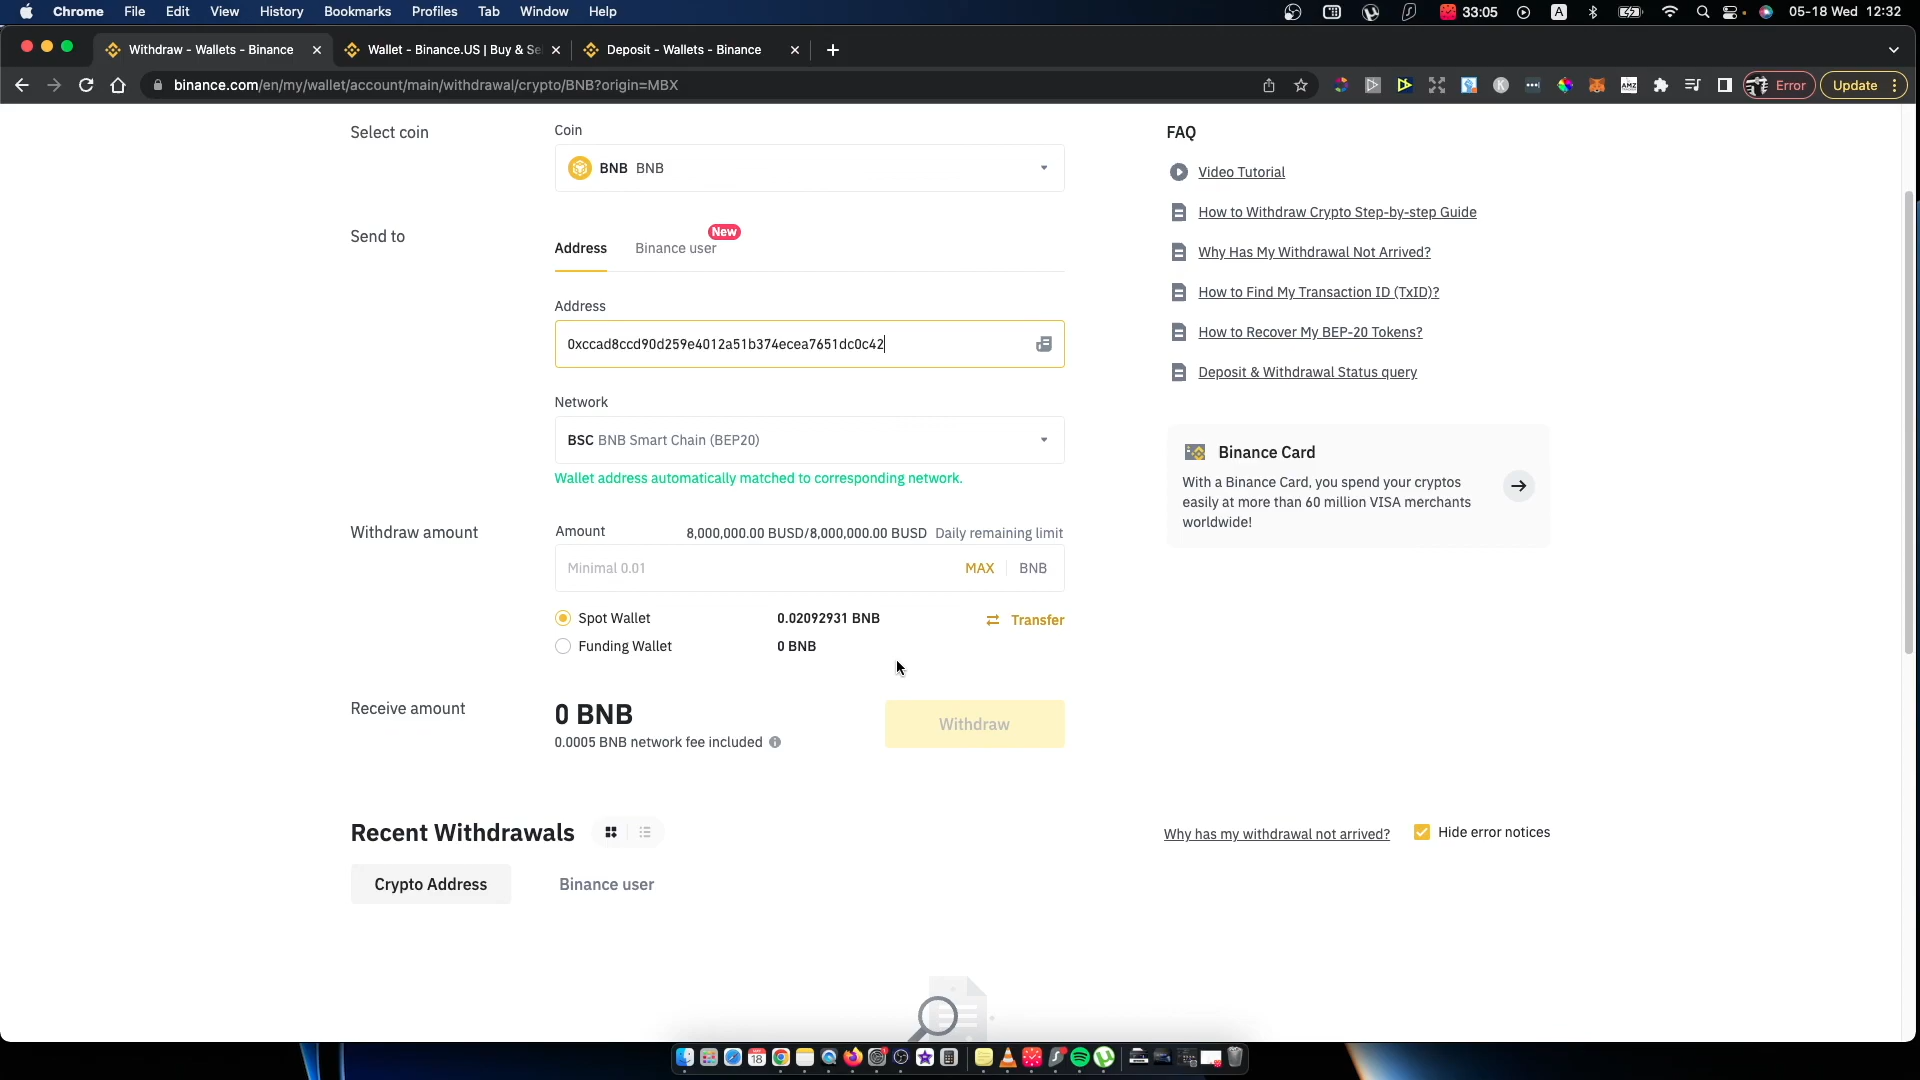 Chrome File Edit View History Bookmarks Profiles Tab Window Help 33:05 A 05-18 Wed 12:32
Withdraw - Wallets - Binance Wallet - Binance.US | Buy & Se Deposit - Wallets - Binance
binance.com/en/my/wallet/account/main/withdrawal/crypto/BNB?origin=MBX Error Update
Select coin
Coin
BNB BNB
Send to
Address
Binance user
New
Address
0xccad8ccd90d259e4012a51b374ecea7651dc0c42
Network
BSC BNB Smart Chain (BEP20)
Wallet address automatically matched to corresponding network.
Withdraw amount
Amount 8,000,000.00 BUSD/8,000,000.00 BUSD Daily remaining limit
Minimal 0.01 MAX BNB
Spot Wallet 0.02092931 BNB Transfer
Funding Wallet 0 BNB
Receive amount
0 BNB
0.0005 BNB network fee included
Withdraw
FAQ
Video Tutorial
How to Withdraw Crypto Step-by-step Guide
Why Has My Withdrawal Not Arrived?
How to Find My Transaction ID (TxID)?
How to Recover My BEP-20 Tokens?
Deposit & Withdrawal Status query
Binance Card
With a Binance Card, you spend your cryptos
easily at more than 60 million VISA merchants
worldwide!
Recent Withdrawals
Why has my withdrawal not arrived? Hide error notices
Crypto Address Binance user